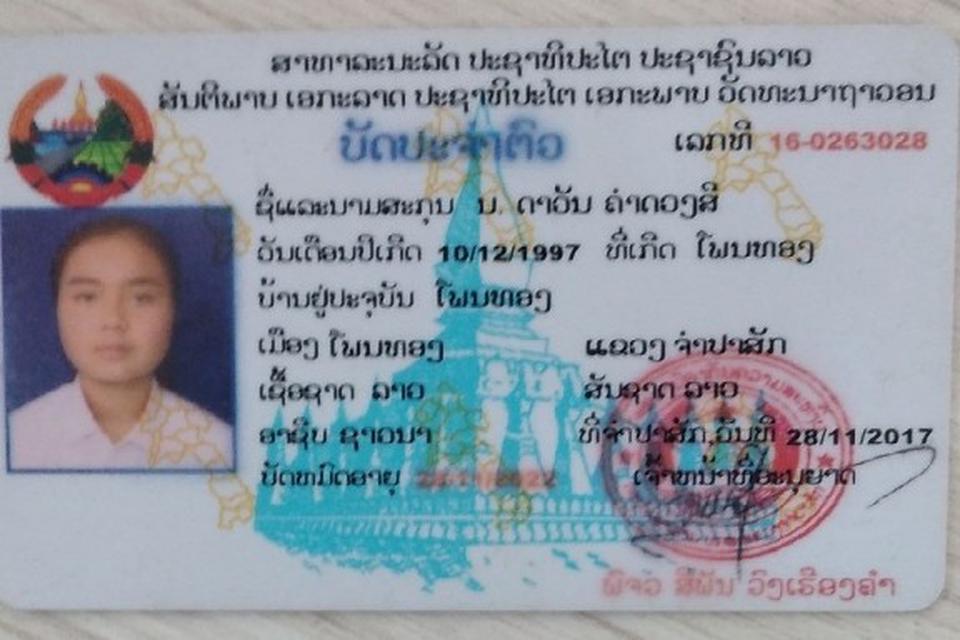 ສາທາລະນະລັດ ປະຊາທິປະໄຕ ປະຊາຊົນລາວ
ສັນຕິພາບ ເອກະລາດ ປະຊາທິປະໄຕ ເອກະພາບ ວັດທະນາຖາວອນ
ບັດປະຈຳຕົວ ເລກທີ 16-0263028
ຊື່ແລະນາມສະກຸນ ນ. ດາວັນ ຄຳດວງສີ
ວັນເດືອນປີເກີດ 10/12/1997 ທີ່ເກີດ ໂພນທອງ
ບ້ານຢູ່ປະຈຸບັນ ໂພນທອງ
ເມືອງ ໂພນທອງ ແຂວງ ຈຳປາສັກ
ເຊື້ອຊາດ ລາວ ສັນຊາດ ລາວ
ອາຊີບ ຊາວນາ ທີ່ຈຳປາສັກ,ວັນທີ 28/11/2017
ບັດຫມົດອາຍຸ ເຈົ້າຫນ້າທີ່ອະນຸຍາດ
ພັຈວ ສີພັນ ວົງເຮືອງຄຳ